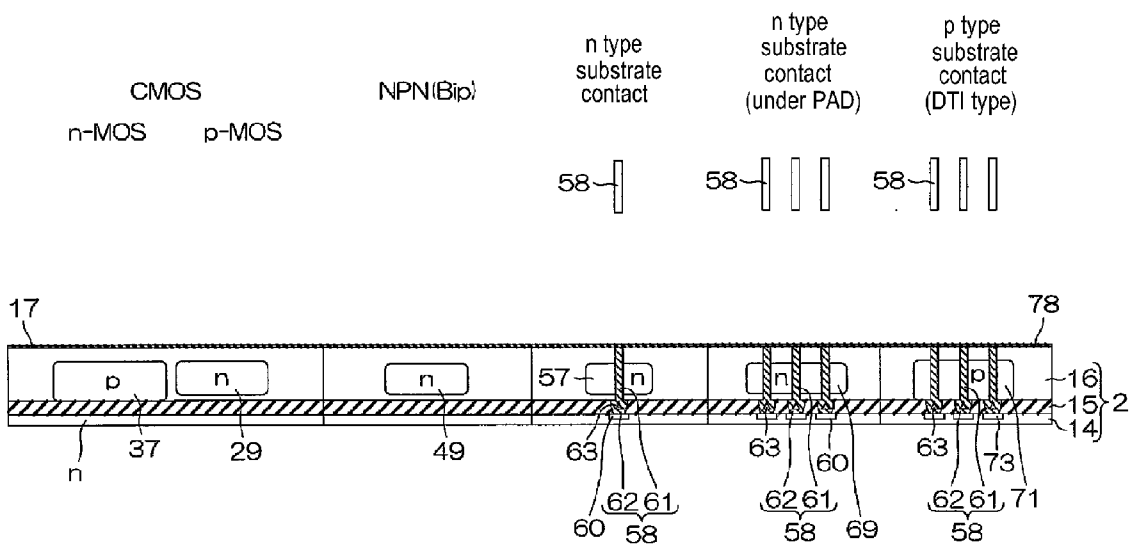 CMOS
n-MOS p-MOS
NPN(Bip)
n type
substrate
contact
n type
substrate
contact
(under PAD)
p type
substrate
contact
(DTI type)
58 58 58
17 78
p n n 57 n n p 16
15 2
14
n 37 29 49 63 63 60 63 73
60 62 61 62 61 69 62 61 71
58 58 58